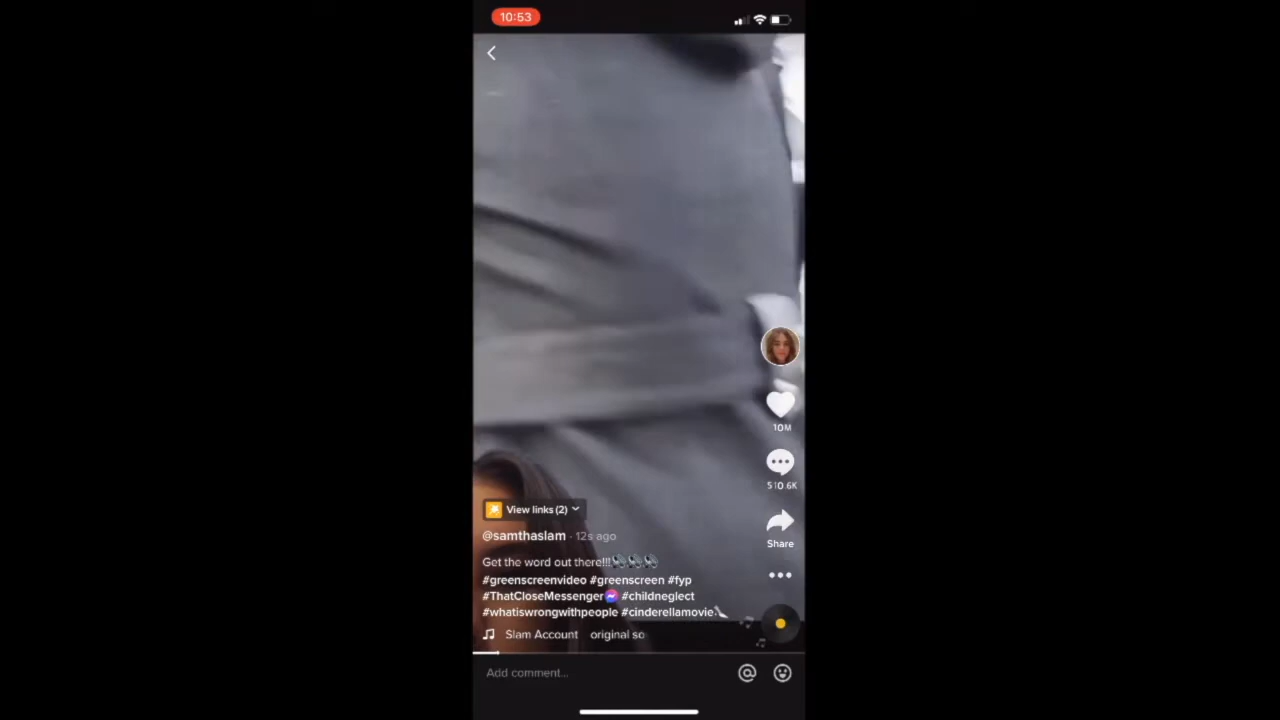 10:53
10M
510.6K
View links (2)
@samthaslam · 12s ago
Share
Get the word out there!!!
#greenscreenvideo #greenscreen #fyp
#ThatCloseMessenger #childneglect
#whatiswrongwithpeople #cinderellamovie
Slam Account original so
Add comment...